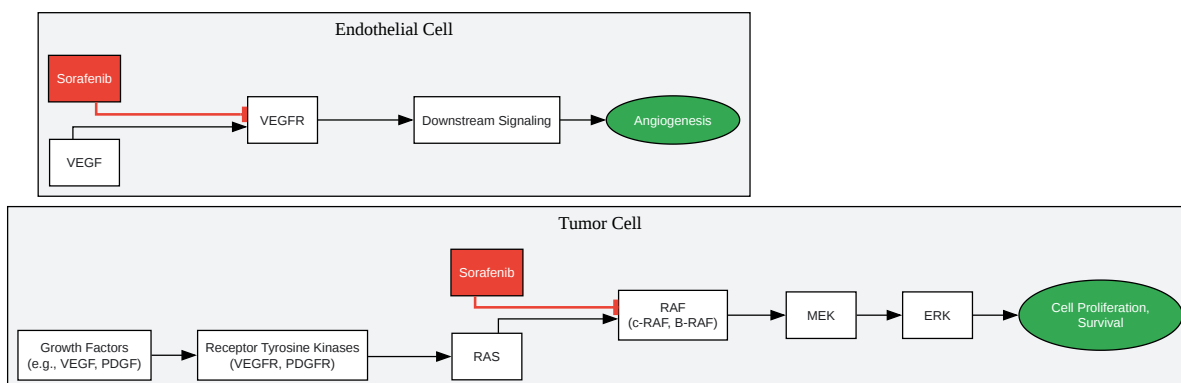 Endothelial Cell
Sorafenib
VEGFR
Downstream Signaling
Angiogenesis
VEGF
Tumor Cell
Sorafenib
RAF
(c-RAF, B-RAF)
MEK
ERK
Cell Proliferation,
Survival
Growth Factors
(e.g., VEGF, PDGF)
Receptor Tyrosine Kinases
(VEGFR, PDGFR)
RAS